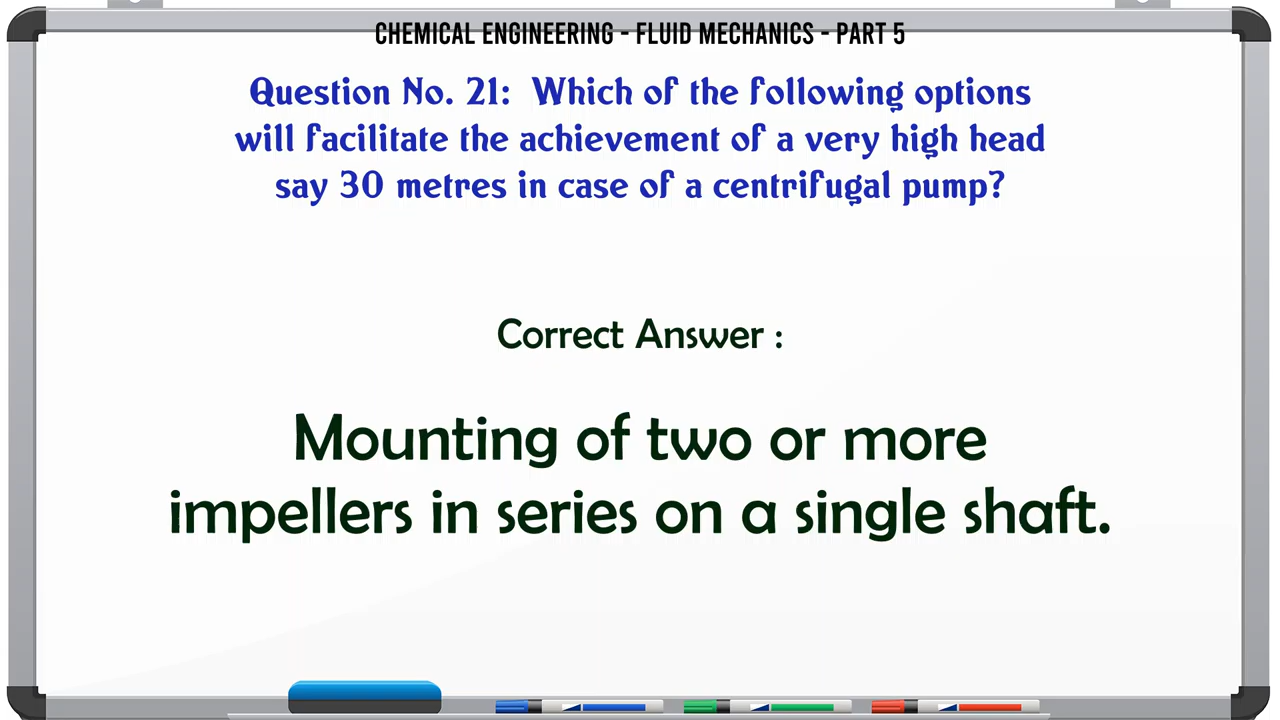 CHEMICAL ENGINEERING - FLUID MECHANICS - PART 5
Question No. 21: Which of the following options
will facilitate the achievement of a very high head
say 30 metres in case of a centrifugal pump?
Correct Answer :
Mounting of two or more
impellers in series on a single shaft.